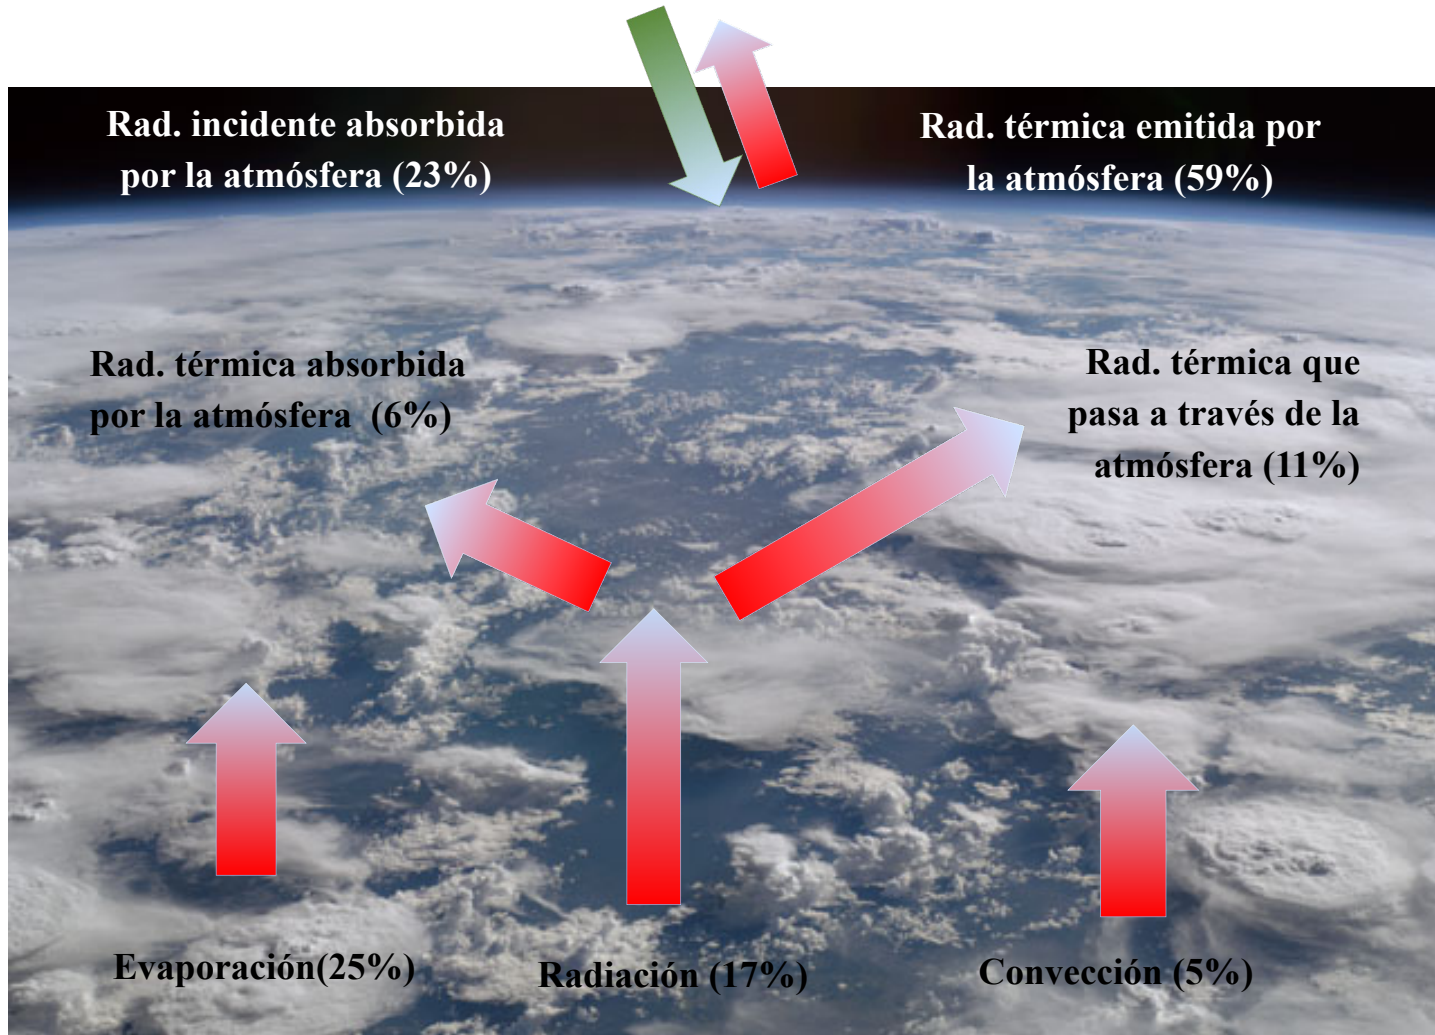 Rad. incidente absorbida
por la atmósfera (23%)
Rad. térmica emitida por
la atmósfera (59%)
Rad. térmica absorbida
por la atmósfera (6%)
Rad. térmica que
pasa a través de la
atmósfera (11%)
Evaporación(25%)
Radiación (17%)
Convección (5%)